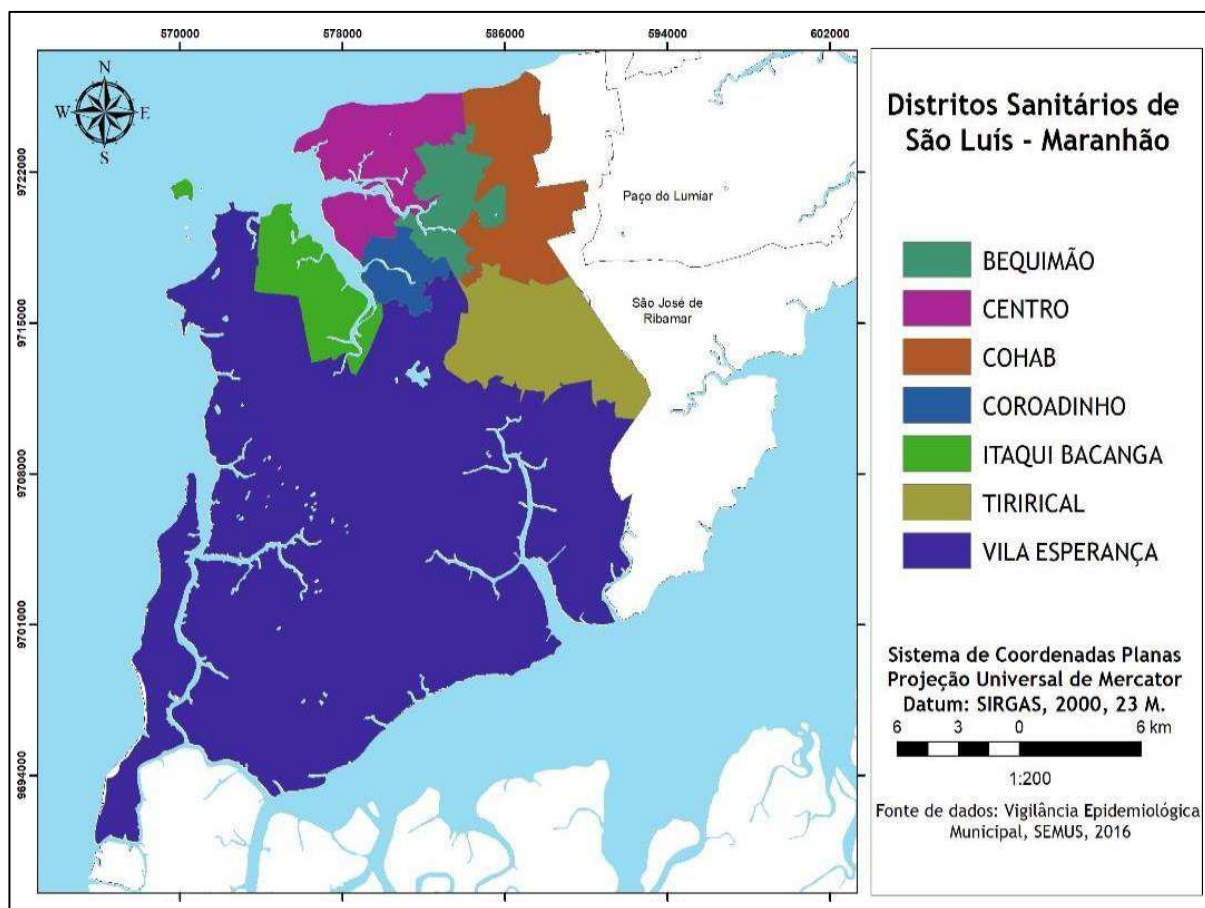 570000
578000
586000
594000
602000
N
W
E
S
9722000
9715000
9708000
9701000
9694000
Paço do Lumiar
São José de
Ribamar
Distritos Sanitários de
São Luís - Maranhão
BEQUIMÃO
CENTRO
COHAB
COROADINHO
ITAQUI BACANGA
TIRIRICAL
VILA ESPERANÇA
Sistema de Coordenadas Planas
Projeção Universal de Mercator
Datum: SIRGAS, 2000, 23 M.
6 3 0 6 km
1:200
Fonte de dados: Vigilância Epidemiológica
Municipal, SEMUS, 2016